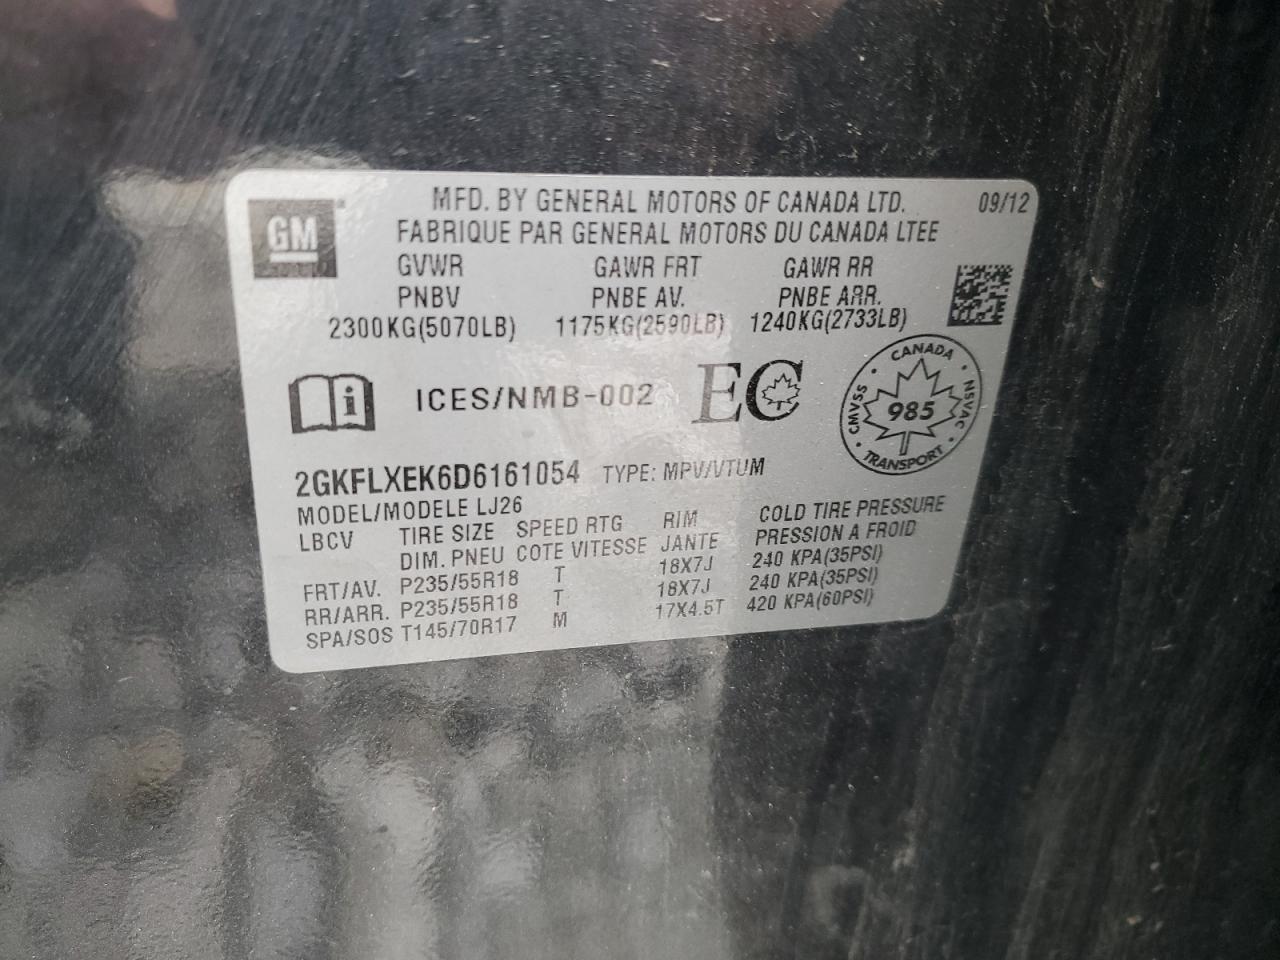 GM
MFD. BY GENERAL MOTORS OF CANADA LTD. 09/12
FABRIQUE PAR GENERAL MOTORS DU CANADA LTEE
GVWR GAWR FRT GAWR RR
PNBV PNBE AV. PNBE ARR.
2300KG(5070LB) 1175KG(2590LB) 1240KG(2733LB)
ICES/NMB-002 EC
CANADA
CMVSS 985 NSVAC
TRANSPORT
2GKFLXEK6D6161054 TYPE: MPV/VTUM
MODEL/MODELE LJ26
LBCV TIRE SIZE SPEED RTG RIM COLD TIRE PRESSURE
DIM. PNEU COTE VITESSE JANTE PRESSION A FROID
FRT/AV. P235/55R18 T 18X7J 240 KPA(35PSI)
RR/ARR. P235/55R18 T 18X7J 240 KPA(35PSI)
SPA/SOS T145/70R17 M 17X4.5T 420 KPA(60PSI)